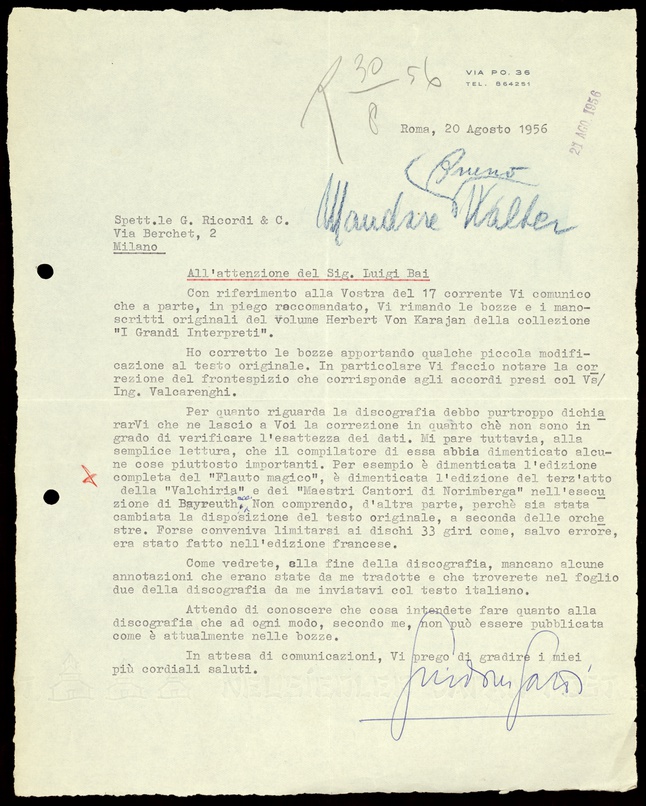 R 30/8 56
VIA PO. 36
TEL. 864251
21 AGO. 1956
Roma, 20 Agosto 1956
Bruno
Mandare Walter
Spett.le G. Ricordi & C.
Via Berchet, 2
Milano
All'attenzione del Sig. Luigi Bai
Con riferimento alla Vostra del 17 corrente Vi comunico
che a parte, in piego raccomandato, Vi rimando le bozze e i mano-
scritti originali del volume Herbert Von Karajan della collezione
"I Grandi Interpreti".
Ho corretto le bozze apportando qualche piccola modifi-
cazione al testo originale. In particolare Vi faccio notare la cor
rezione del frontespizio che corrisponde agli accordi presi col Vs/
Ing. Valcarenghi.
Per quanto riguarda la discografia debbo purtroppo dichia
rarVi che ne lascio a Voi la correzione in quanto chè non sono in
grado di verificare l'esattezza dei dati. Mi pare tuttavia, alla
semplice lettura, che il compilatore di essa abbia dimenticato alcu-
ne cose piuttosto importanti. Per esempio è dimenticata l'edizione
completa del "Flauto magico", è dimenticata l'edizione del terz'atto
della "Valchiria" e dei "Maestri Cantori di Norimberga" nell'esecu
zione di Bayreuth, ecc. Non comprendo, d'altra parte, perchè sia stata
cambiata la disposizione del testo originale, a seconda delle orche
stre. Forse conveniva limitarsi ai dischi 33 giri come, salvo errore,
era stato fatto nell'edizione francese.
Come vedrete, alla fine della discografia, mancano alcune
annotazioni che erano state da me tradotte e che troverete nel foglio
due della discografia da me inviatavi col testo italiano.
Attendo di conoscere che cosa intendete fare quanto alla
discografia che ad ogni modo, secondo me, non può essere pubblicata
come è attualmente nelle bozze.
In attesa di comunicazioni, Vi prego di gradire i miei
più cordiali saluti.